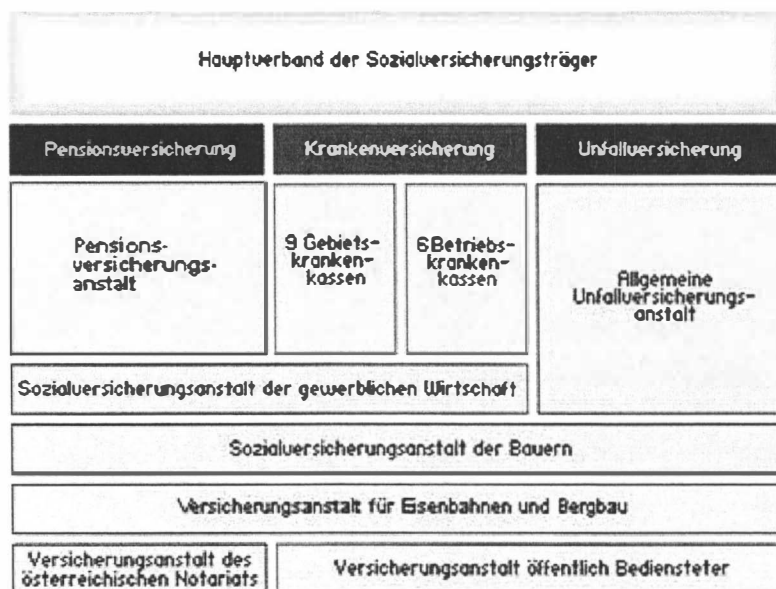 Hauptverband der Sozialversicherungsträger
Pensionsversicherung
Krankenversicherung
Unfallversicherung
Pensions-
versicherungs-
anstalt
9 Gebiets-
kranken-
kassen
6 Betriebs-
kranken-
kassen
Allgemeine
Unfallversicherungs-
anstalt
Sozialversicherungsanstalt der gewerblichen Wirtschaft
Sozialversicherungsanstalt der Bauern
Versicherungsanstalt für Eisenbahnen und Bergbau
Versicherungsanstalt des
österreichischen Notariats
Versicherungsanstalt öffentlich Bediensteter